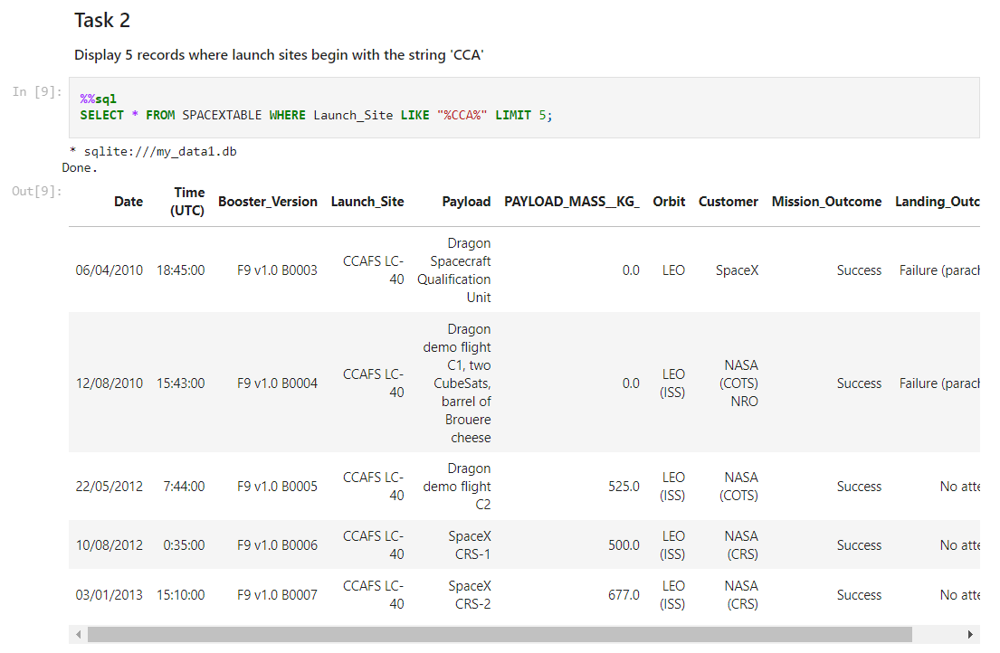 Task 2
Display 5 records where launch sites begin with the string 'CCA'
In [9]:
%%sql
SELECT * FROM SPACEXTABLE WHERE Launch_Site LIKE "%CCA%" LIMIT 5;
* sqlite:///my_data1.db
Done.
Out[9]:
Date Time (UTC) Booster_Version Launch_Site Payload PAYLOAD_MASS__KG_ Orbit Customer Mission_Outcome Landing_Outc
06/04/2010 18:45:00 F9 v1.0 B0003 CCAFS LC-40 Dragon Spacecraft Qualification Unit 0.0 LEO SpaceX Success Failure (parach
12/08/2010 15:43:00 F9 v1.0 B0004 CCAFS LC-40 Dragon demo flight C1, two CubeSats, barrel of Brouere cheese 0.0 LEO (ISS) NASA (COTS) NRO Success Failure (parach
22/05/2012 7:44:00 F9 v1.0 B0005 CCAFS LC-40 Dragon demo flight C2 525.0 LEO (ISS) NASA (COTS) Success No atte
10/08/2012 0:35:00 F9 v1.0 B0006 CCAFS LC-40 SpaceX CRS-1 500.0 LEO (ISS) NASA (CRS) Success No atte
03/01/2013 15:10:00 F9 v1.0 B0007 CCAFS LC-40 SpaceX CRS-2 677.0 LEO (ISS) NASA (CRS) Success No atte